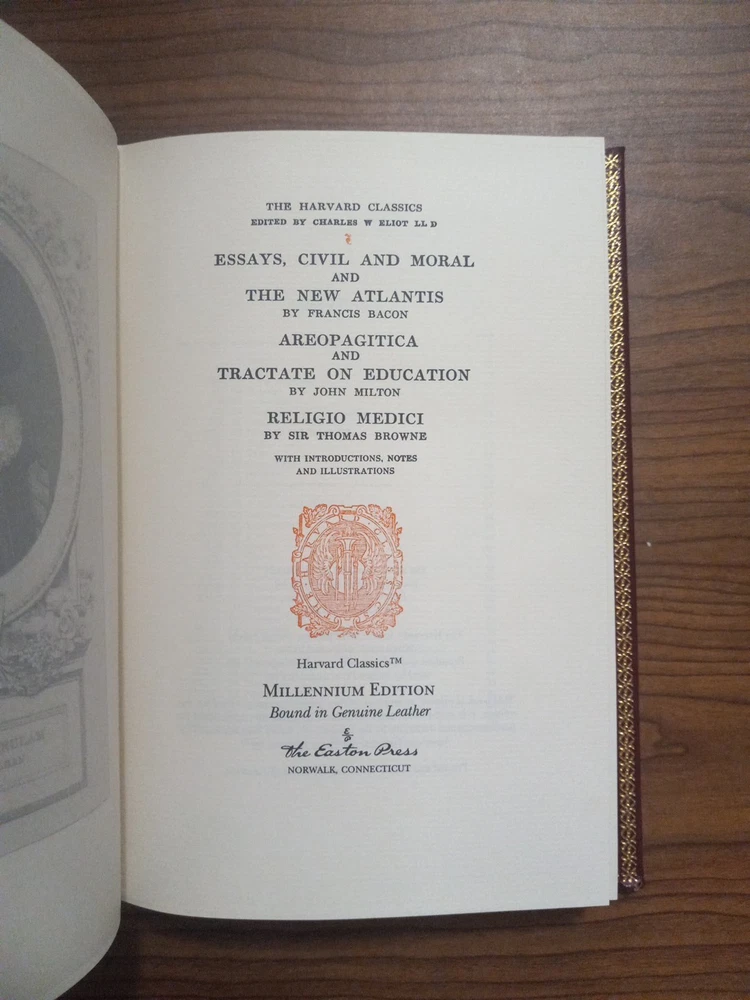 THE HARVARD CLASSICS
EDITED BY CHARLES W ELIOT LL D
ESSAYS, CIVIL AND MORAL
AND
THE NEW ATLANTIS
BY FRANCIS BACON
AREOPAGITICA
AND
TRACTATE ON EDUCATION
BY JOHN MILTON
RELIGIO MEDICI
BY SIR THOMAS BROWNE
WITH INTRODUCTIONS, NOTES
AND ILLUSTRATIONS
Harvard Classics™
MILLENNIUM EDITION
Bound in Genuine Leather
The Easton Press
NORWALK, CONNECTICUT